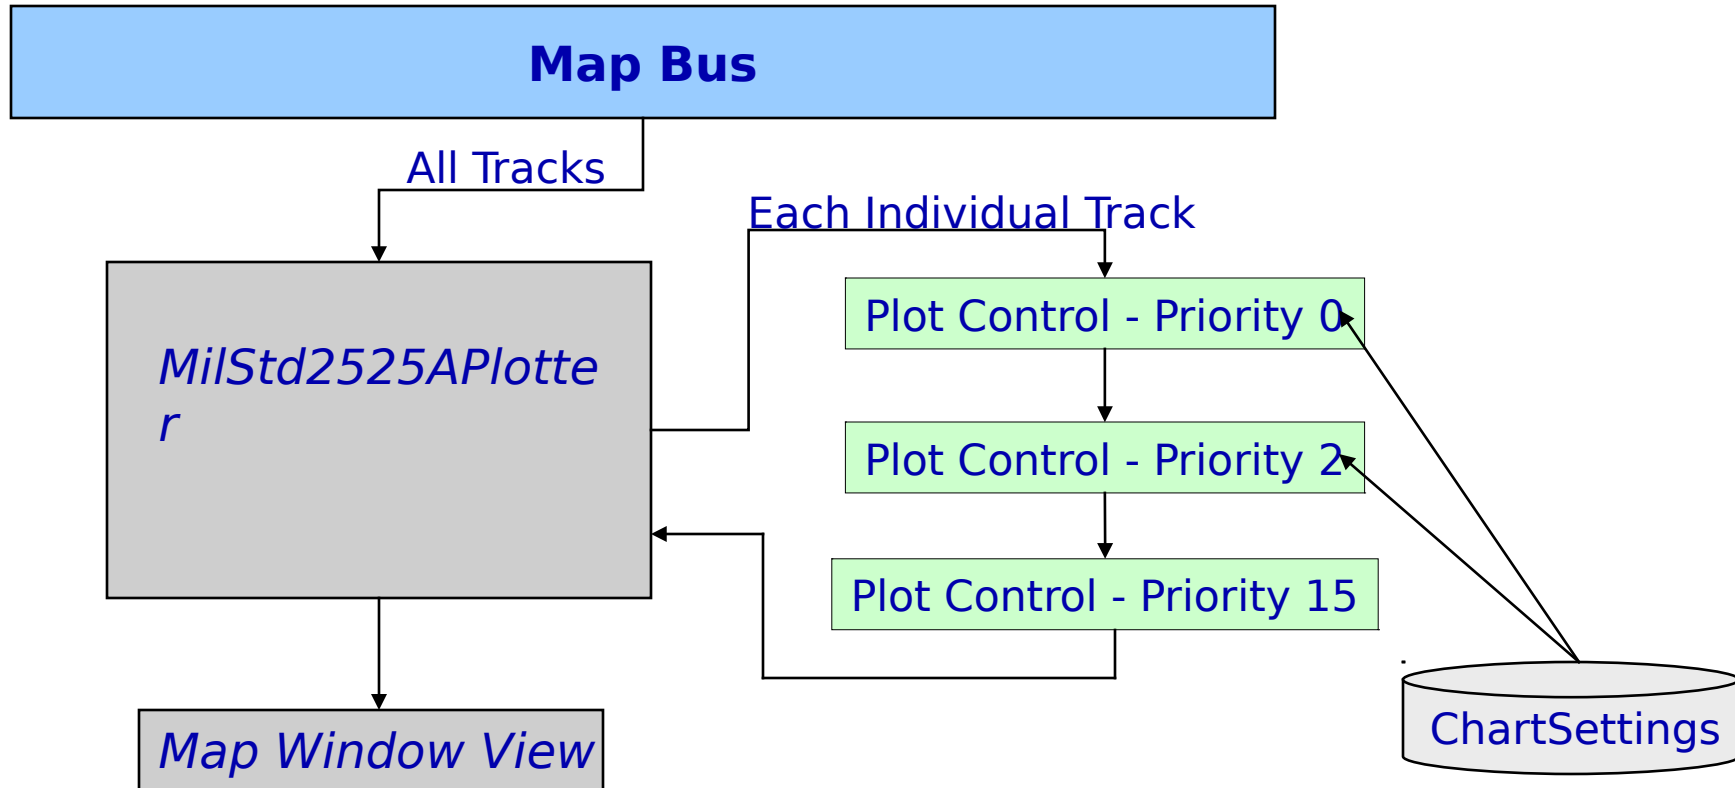 Map Bus
All Tracks
Each Individual Track
Plot Control - Priority 0
MilStd2525APlotte
r
Plot Control - Priority 2
Plot Control - Priority 15
ChartSettings
Map Window View